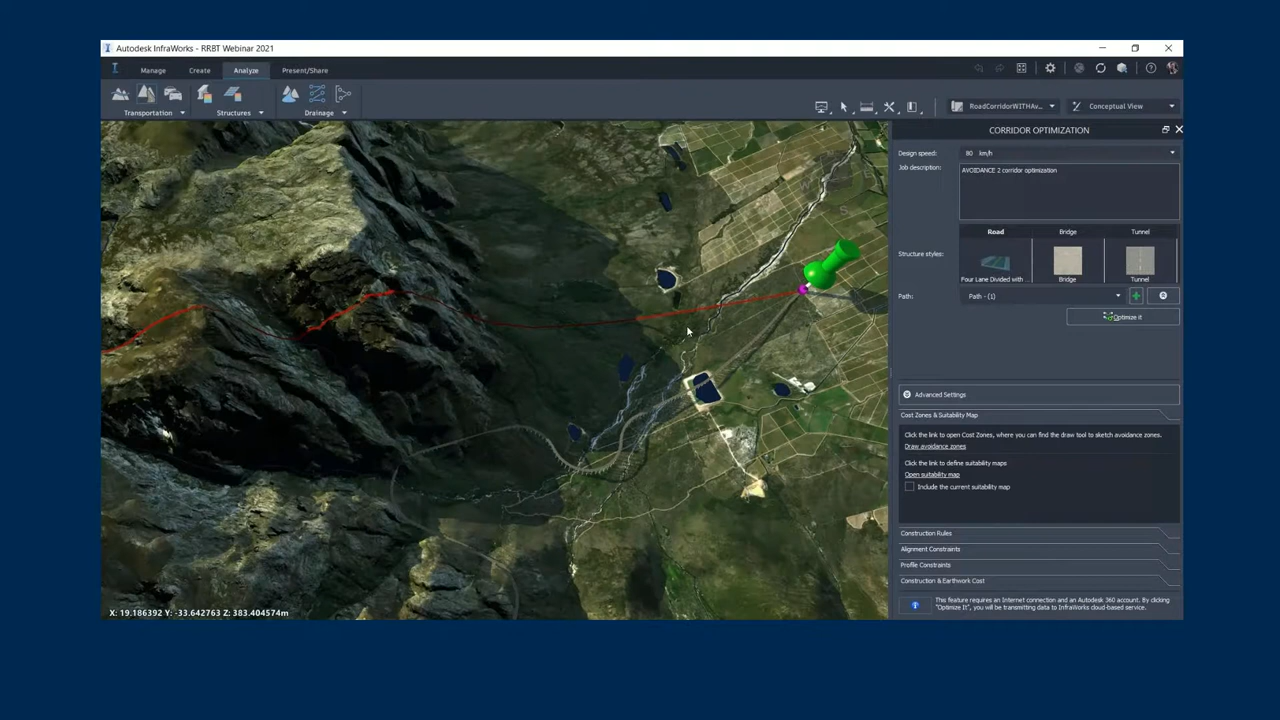 Autodesk InfraWorks - RRBT Webinar 2021
Manage Create Analyze Present/Share
Transportation Structures Drainage
RoadCorridorWITHAv... Conceptual View
CORRIDOR OPTIMIZATION
Design speed: 80 km/h
Job description: AVOIDANCE 2 corridor optimization
Road Bridge Tunnel
Structure styles:
Four Lane Divided with Bridge Tunnel
Path: Path - (1)
Optimize it
Advanced Settings
Cost Zones & Suitability Map
Click the link to open Cost Zones, where you can find the draw tool to sketch avoidance zones.
Draw avoidance zones
Click the link to define suitability maps
Open suitability map
Include the current suitability map
Construction Rules
Alignment Constraints
Profile Constraints
Construction & Earthwork Cost
This feature requires an Internet connection and an Autodesk 360 account. By clicking
"Optimize It", you will be transmitting data to InfraWorks cloud-based service.
X: 19.186392 Y: -33.642763 Z: 383.404574m